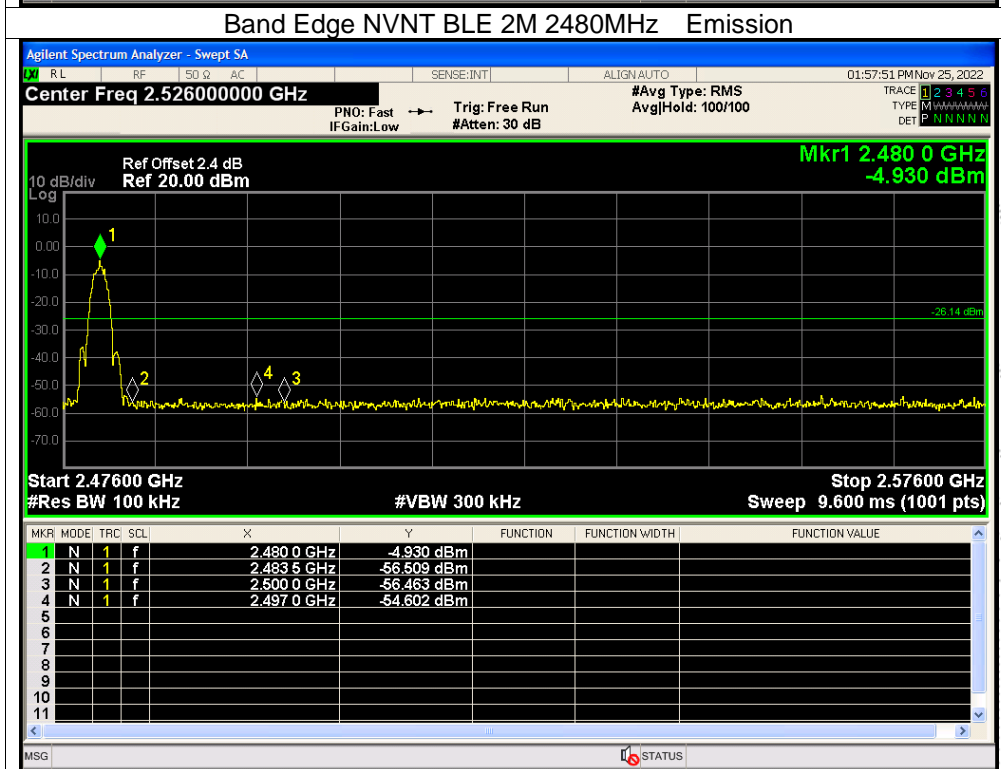 Band Edge NVNT BLE 2M 2480MHz Emission
Agilent Spectrum Analyzer - Swept SA
LXI RL RF 50 Ω AC SENSE:INT ALIGN AUTO 01:57:51 PM Nov 25, 2022
Center Freq 2.526000000 GHz
PNO: Fast
IFGain:Low
Trig: Free Run
#Atten: 30 dB
#Avg Type: RMS
Avg|Hold: 100/100
TRACE 1 2 3 4 5 6
TYPE M
DET P N N N N N
Mkr1 2.480 0 GHz
-4.930 dBm
Ref Offset 2.4 dB
10 dB/div Ref 20.00 dBm
Log
10.0
0.00
-10.0
-20.0
-30.0
-40.0
-50.0
-60.0
-70.0
1
2
4
3
-26.14 dBm
Start 2.47600 GHz Stop 2.57600 GHz
#Res BW 100 kHz #VBW 300 kHz Sweep 9.600 ms (1001 pts)
MKR MODE TRC SCL X Y FUNCTION FUNCTION WIDTH FUNCTION VALUE
1 N 1 f 2.480 0 GHz -4.930 dBm
2 N 1 f 2.483 5 GHz -56.509 dBm
3 N 1 f 2.500 0 GHz -56.463 dBm
4 N 1 f 2.497 0 GHz -54.602 dBm
5
6
7
8
9
10
11
MSG STATUS